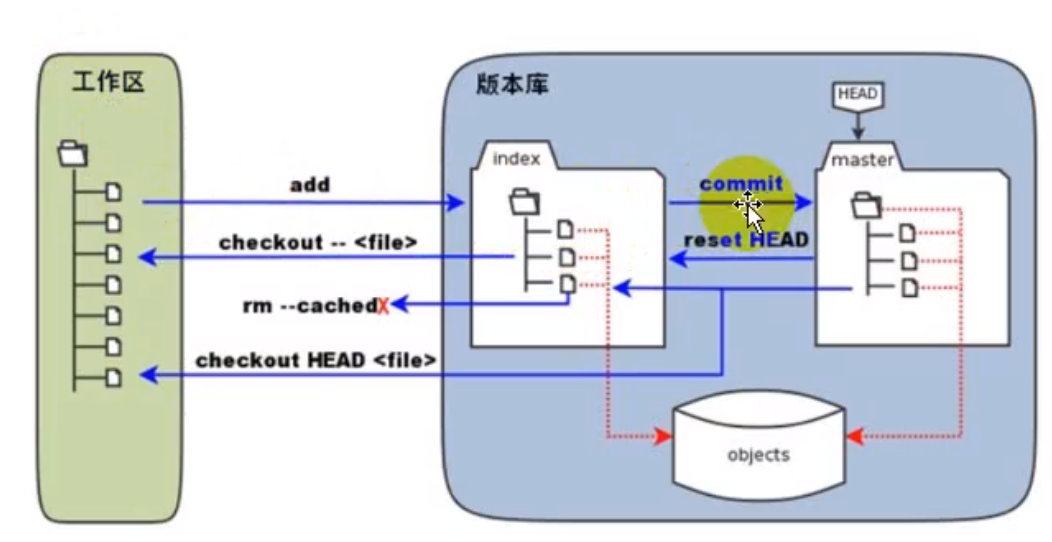 工作区
版本库
HEAD
index
master
add
commit
checkout -- <file>
reset HEAD
rm --cachedX
checkout HEAD <file>
objects